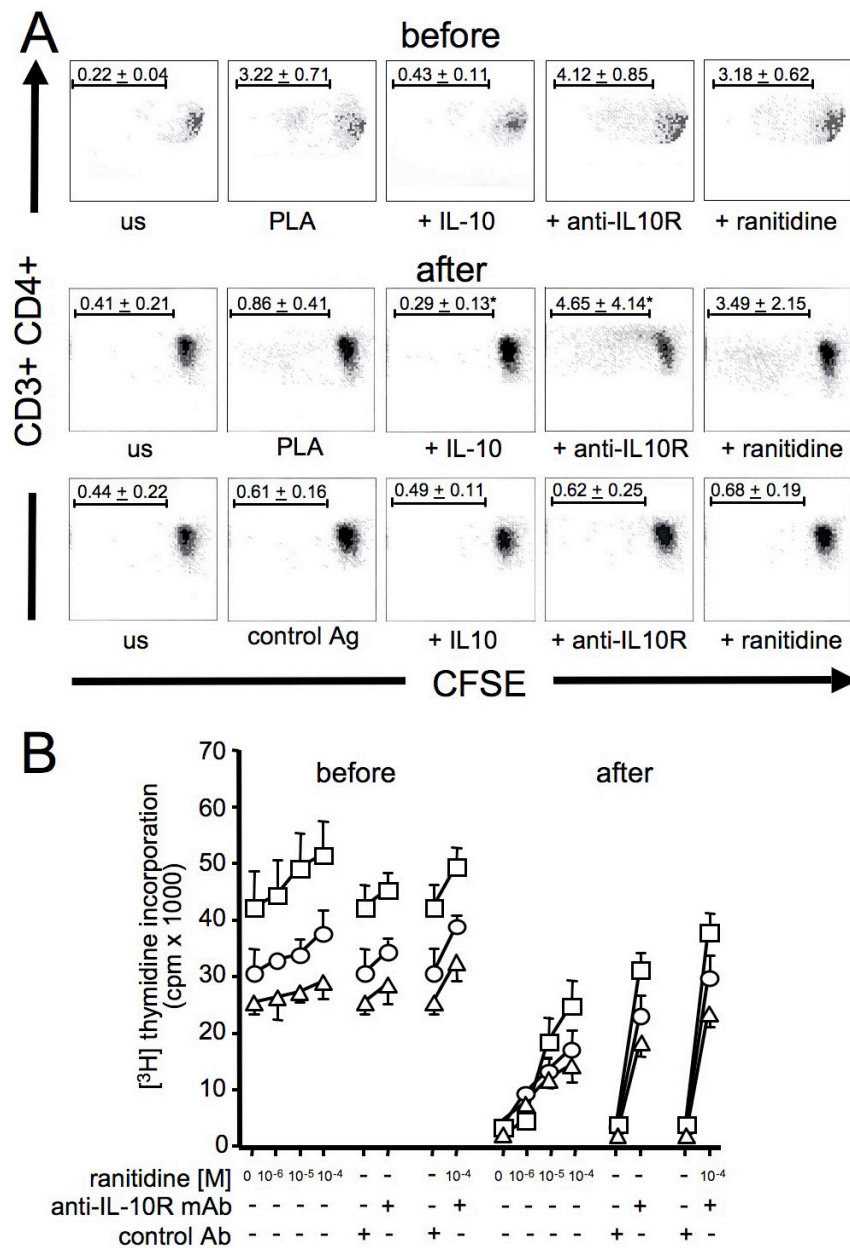 A
before
0.22 ± 0.04 3.22 ± 0.71 0.43 ± 0.11 4.12 ± 0.85 3.18 ± 0.62
us PLA + IL-10 + anti-IL10R + ranitidine
after
0.41 ± 0.21 0.86 ± 0.41 0.29 ± 0.13* 4.65 ± 4.14* 3.49 ± 2.15
us PLA + IL-10 + anti-IL10R + ranitidine
0.44 ± 0.22 0.61 ± 0.16 0.49 ± 0.11 0.62 ± 0.25 0.68 ± 0.19
us control Ag + IL10 + anti-IL10R + ranitidine
CD3+ CD4+
CFSE
B
before after
[³H] thymidine incorporation
(cpm x 1000)
70
60
50
40
30
20
10
0
ranitidine [M] 0 10⁻⁶ 10⁻⁵ 10⁻⁴ - - - 10⁻⁴ 0 10⁻⁶ 10⁻⁵ 10⁻⁴ - - - 10⁻⁴
anti-IL-10R mAb - - - - - + - + - - - - - + - +
control Ab - - - - + - + - - - - - + - + -